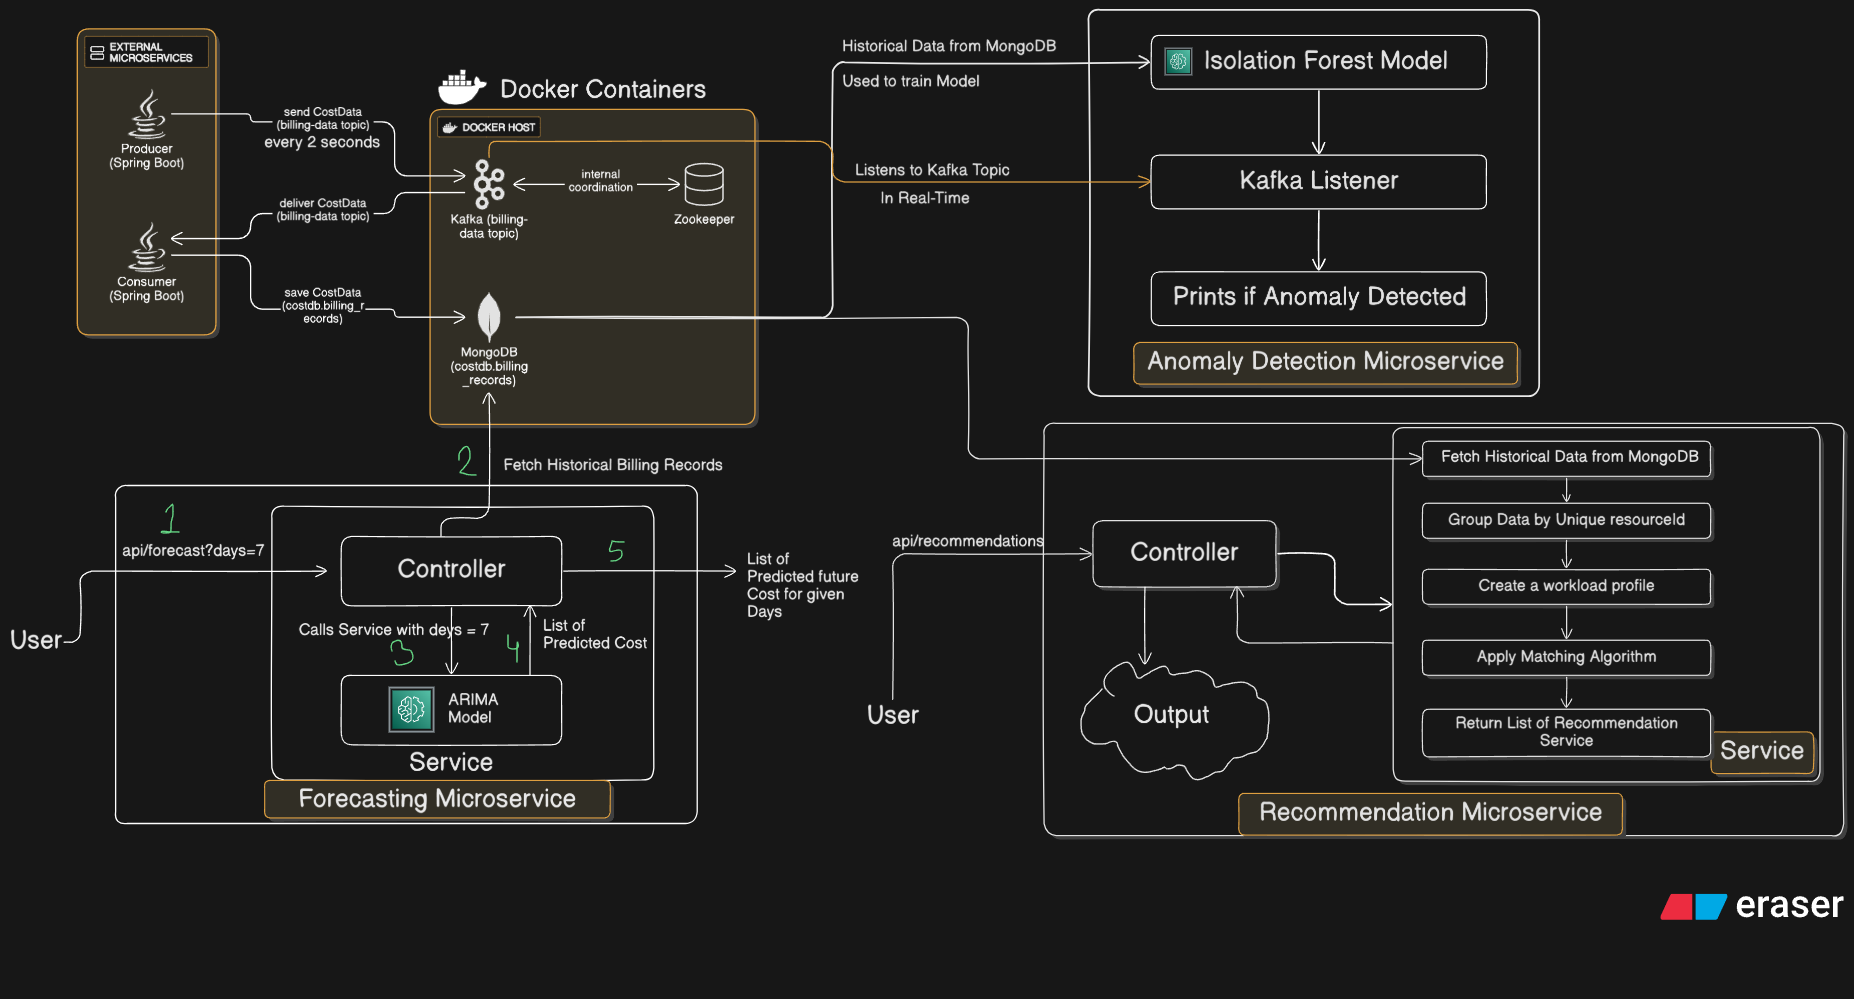 EXTERNAL
MICROSERVICES
Producer
(Spring Boot)
send CostData
(billing-data topic)
every 2 seconds
deliver CostData
(billing-data topic)
Consumer
(Spring Boot)
save CostData
(costdb.billing_r
ecords)
Docker Containers
DOCKER HOST
Kafka (billing-
data topic)
internal
coordination
Zookeeper
MongoDB
(costdb.billing
_records)
Historical Data from MongoDB
Used to train Model
Listens to Kafka Topic
In Real-Time
Isolation Forest Model
Kafka Listener
Prints if Anomaly Detected
Anomaly Detection Microservice
2
Fetch Historical Billing Records
1
api/forecast?days=7
User
Controller
5
List of
Predicted future
Cost for given
Days
Calls Service with deys = 7
3
4
List of
Predicted Cost
ARIMA
Model
Service
Forecasting Microservice
api/recommendations
User
Controller
Output
Fetch Historical Data from MongoDB
Group Data by Unique resourceId
Create a workload profile
Apply Matching Algorithm
Return List of Recommendation
Service
Service
Recommendation Microservice
eraser